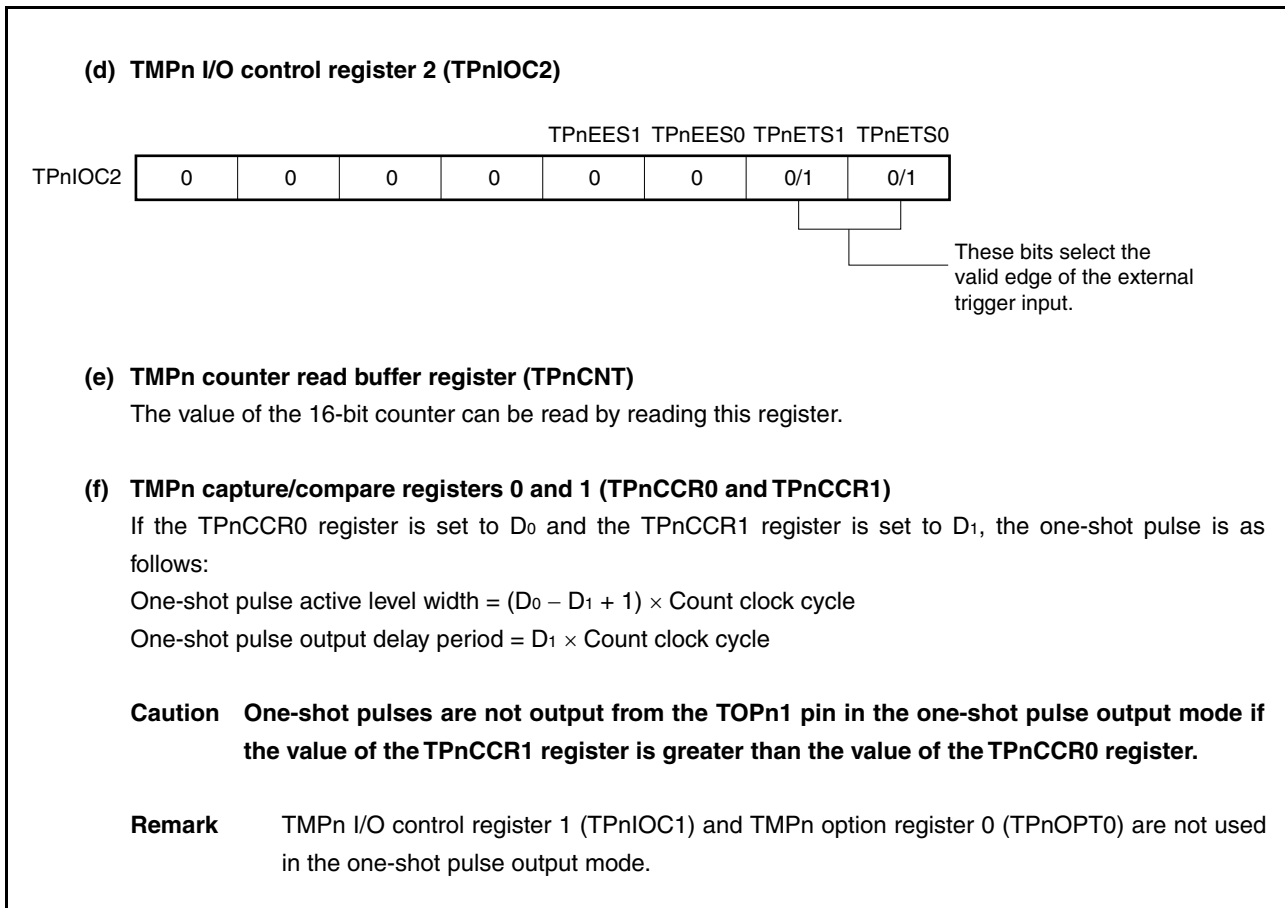 (d) TMPn I/O control register 2 (TPnIOC2)
TPnEES1 TPnEES0 TPnETS1 TPnETS0
TPnIOC2 0 0 0 0 0 0 0/1 0/1
These bits select the
valid edge of the external
trigger input.
(e) TMPn counter read buffer register (TPnCNT)
The value of the 16-bit counter can be read by reading this register.
(f) TMPn capture/compare registers 0 and 1 (TPnCCR0 and TPnCCR1)
If the TPnCCR0 register is set to D₀ and the TPnCCR1 register is set to D₁, the one-shot pulse is as
follows:
One-shot pulse active level width = (D₀ − D₁ + 1) × Count clock cycle
One-shot pulse output delay period = D₁ × Count clock cycle
Caution One-shot pulses are not output from the TOPn1 pin in the one-shot pulse output mode if
the value of the TPnCCR1 register is greater than the value of the TPnCCR0 register.
Remark TMPn I/O control register 1 (TPnIOC1) and TMPn option register 0 (TPnOPT0) are not used
in the one-shot pulse output mode.